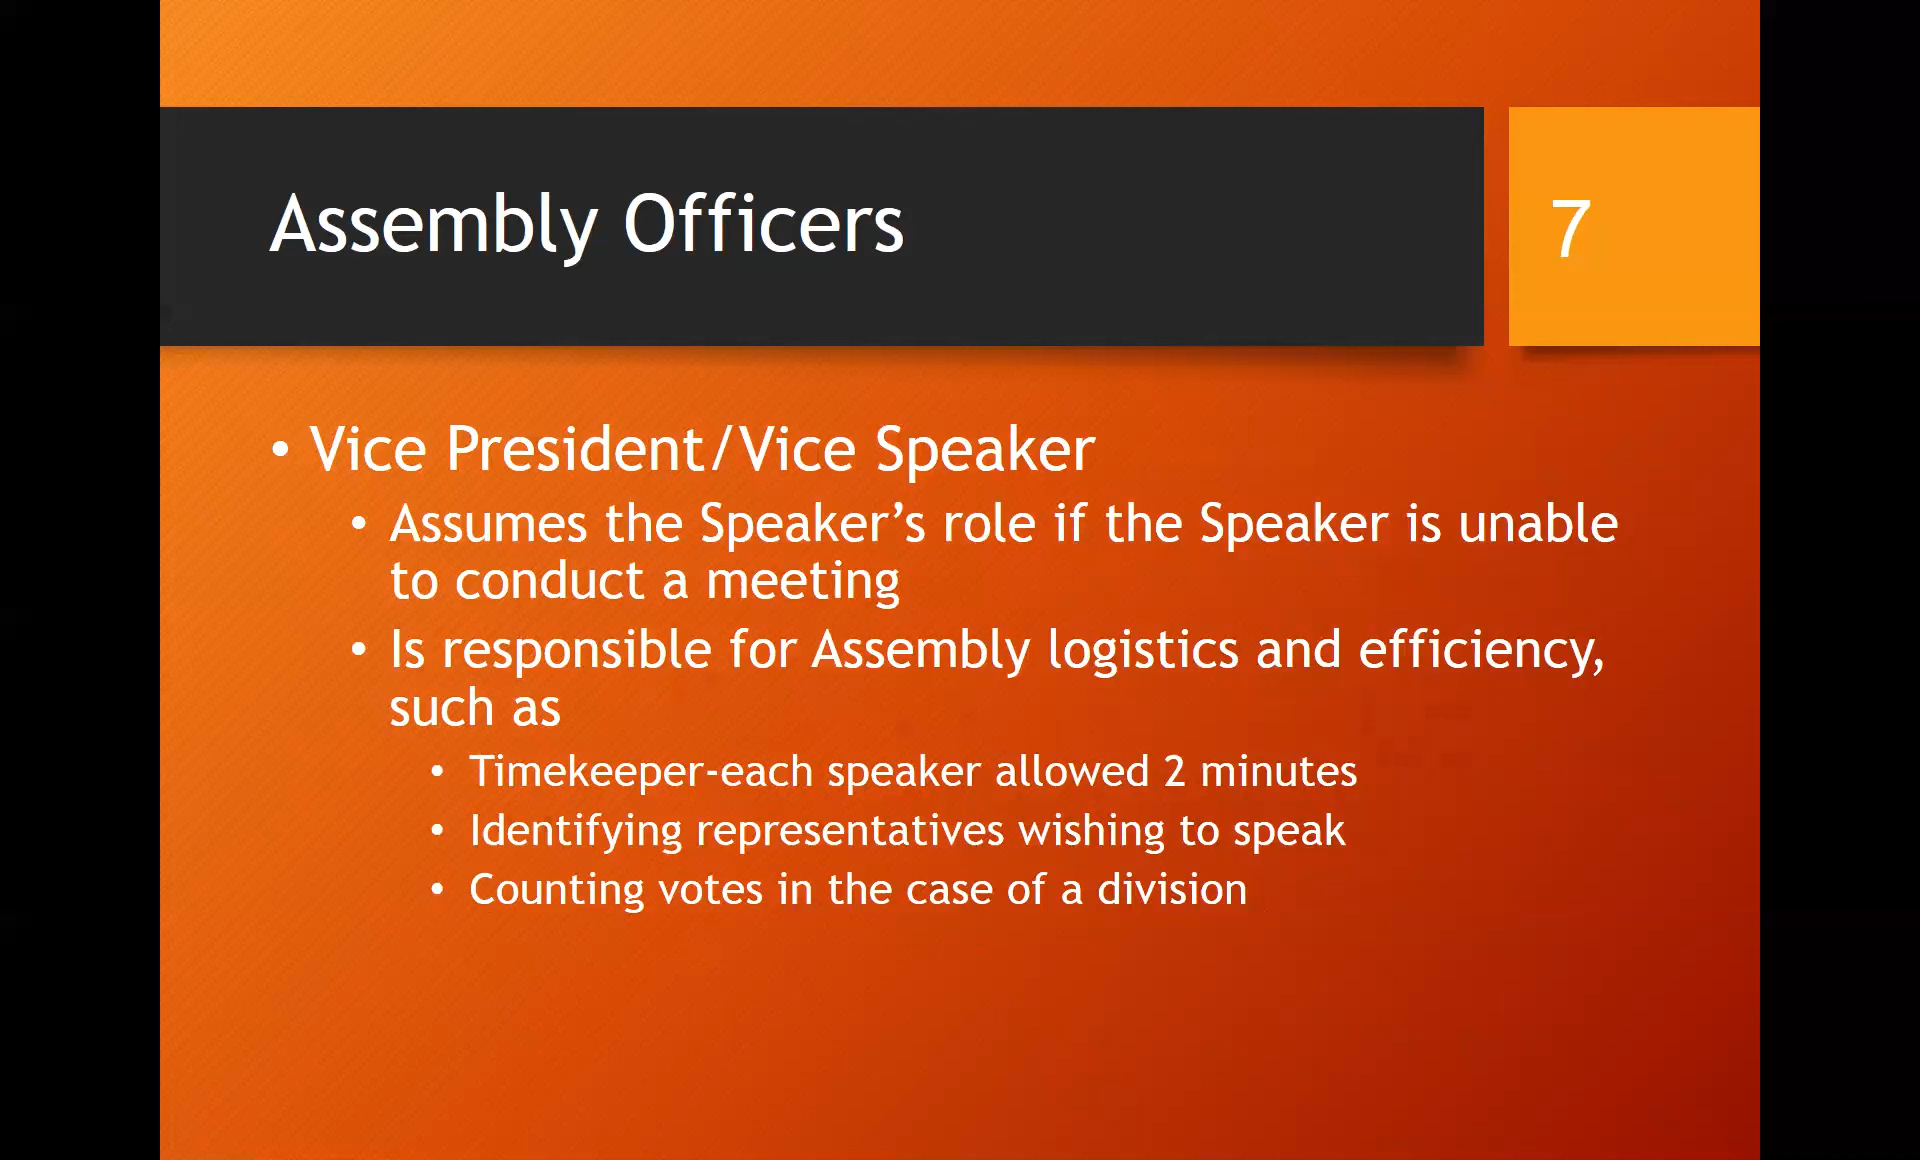 Assembly Officers
7
• Vice President/Vice Speaker
• Assumes the Speaker’s role if the Speaker is unable
to conduct a meeting
• Is responsible for Assembly logistics and efficiency,
such as
• Timekeeper-each speaker allowed 2 minutes
• Identifying representatives wishing to speak
• Counting votes in the case of a division